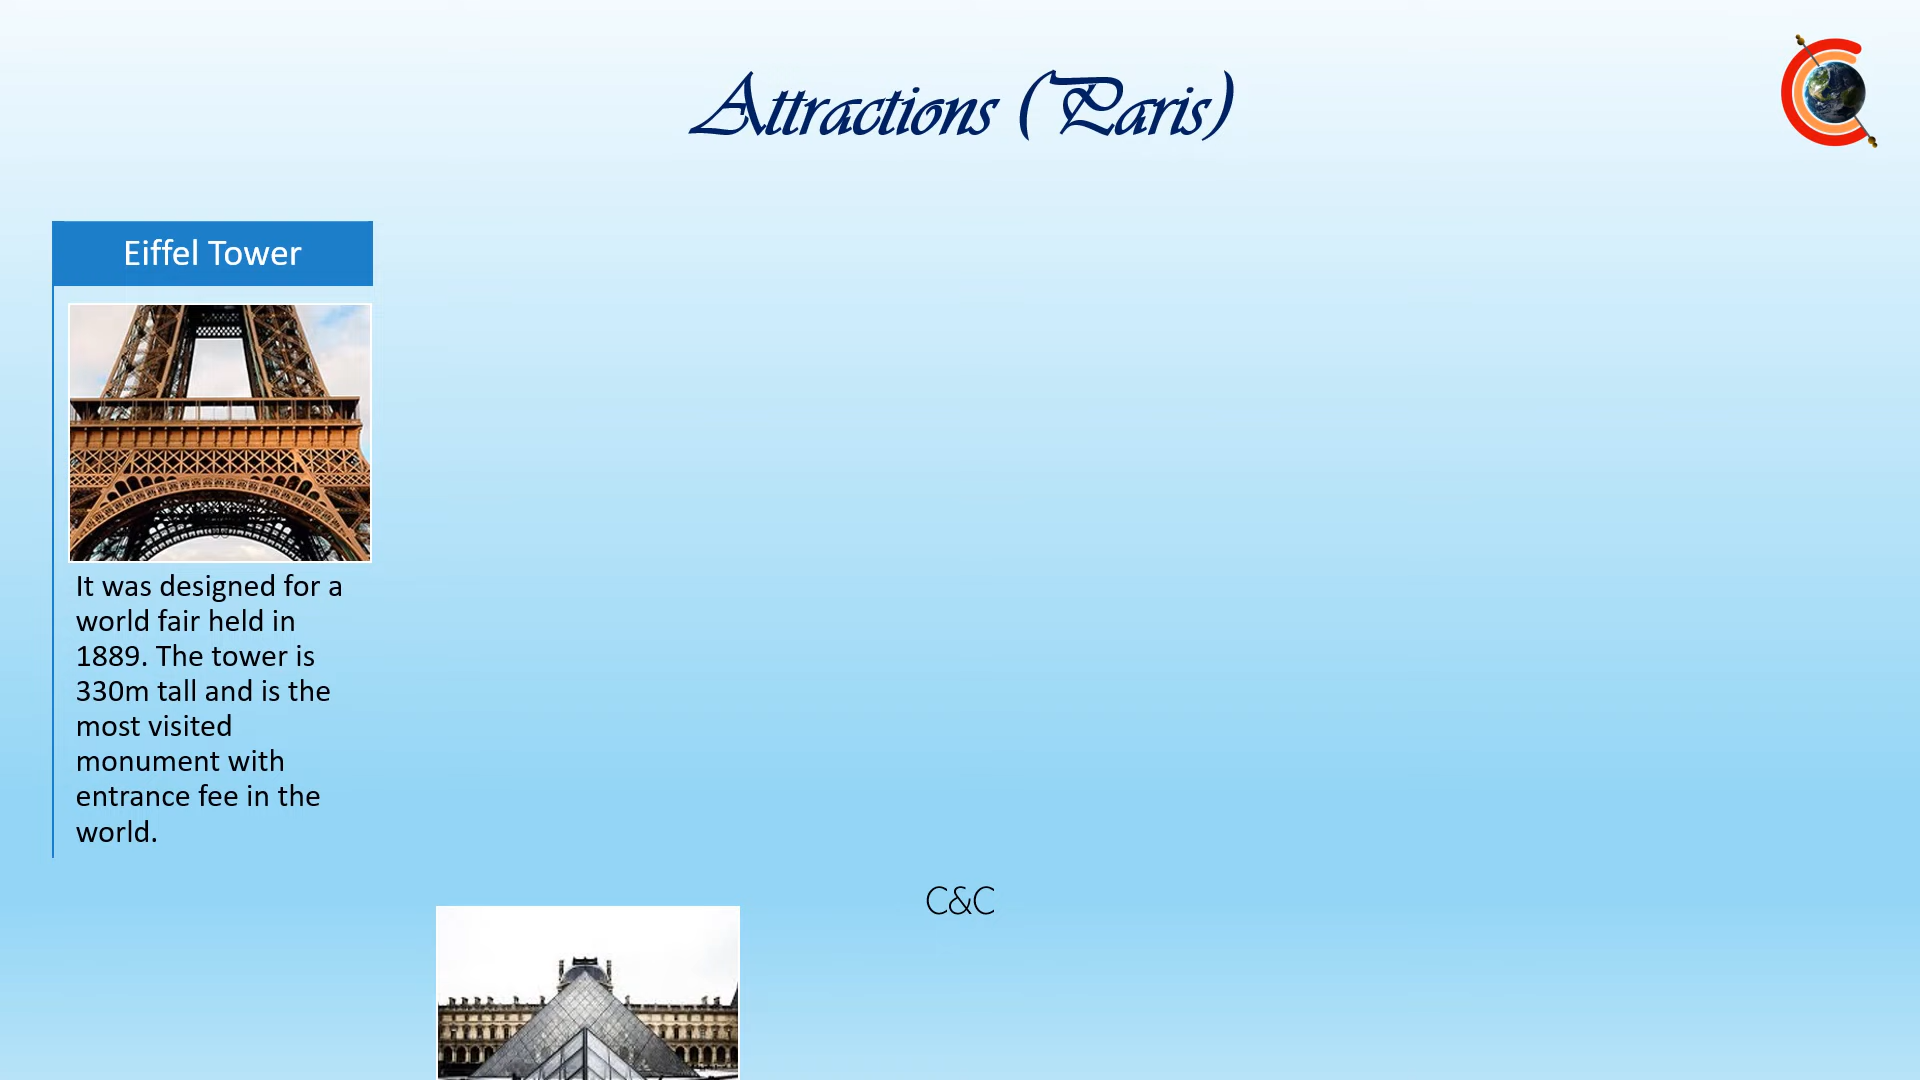 Attractions (Paris)
Eiffel Tower
It was designed for a
world fair held in
1889. The tower is
330m tall and is the
most visited
monument with
entrance fee in the
world.
C&C